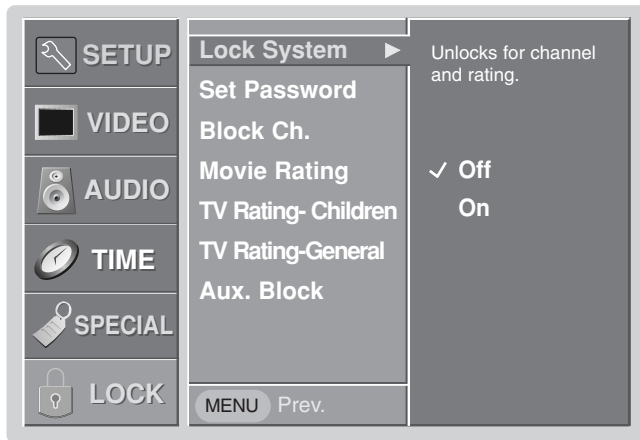 SETUP
VIDEO
AUDIO
TIME
SPECIAL
LOCK
Lock System
Set Password
Block Ch.
Movie Rating
TV Rating- Children
TV Rating-General
Aux. Block
MENU Prev.
Unlocks for channel
and rating.
Off
On